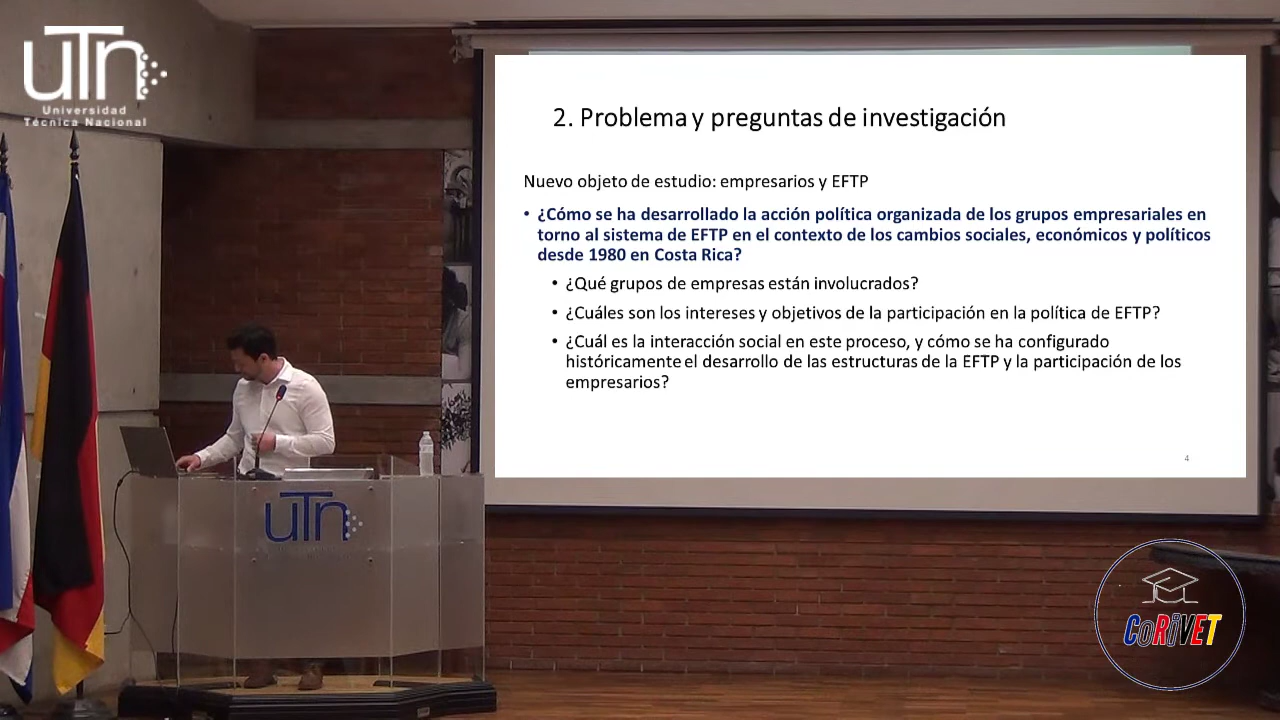 uTn
Universidad
Técnica Nacional
2. Problema y preguntas de investigación
Nuevo objeto de estudio: empresarios y EFTP
• ¿Cómo se ha desarrollado la acción política organizada de los grupos empresariales en
torno al sistema de EFTP en el contexto de los cambios sociales, económicos y políticos
desde 1980 en Costa Rica?
• ¿Qué grupos de empresas están involucrados?
• ¿Cuáles son los intereses y objetivos de la participación en la política de EFTP?
• ¿Cuál es la interacción social en este proceso, y cómo se ha configurado
históricamente el desarrollo de las estructuras de la EFTP y la participación de los
empresarios?
4
uTn
CoRiVET